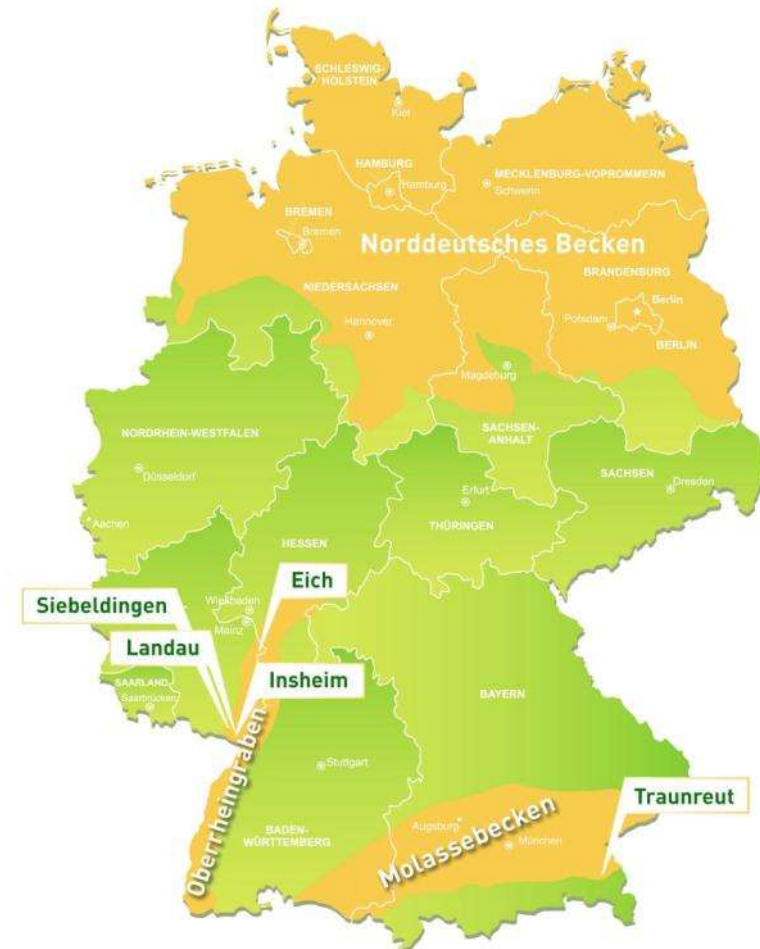 SCHLESWIG-
HOLSTEIN
Kiel
HAMBURG
Hamburg
MECKLENBURG-VOPROMMERN
Schwerin
BREMEN
Bremen
Norddeutsches Becken
BRANDENBURG
NIEDERSACHSEN
Berlin
Potsdam
Hannover
BERLIN
Magdeburg
NORDRHEIN-WESTFALEN
SACHSEN-
ANHALT
Düsseldorf
SACHSEN
Dresden
Erfurt
Aachen
THÜRINGEN
HESSEN
Eich
Siebeldingen
Wiesbaden
Mainz
Landau
Insheim
SAARLAND
Saarbrücken
BAYERN
Stuttgart
Oberrheingraben
Traunreut
Augsburg
Molassebecken
München
BADEN-
WÜRTTEMBERG